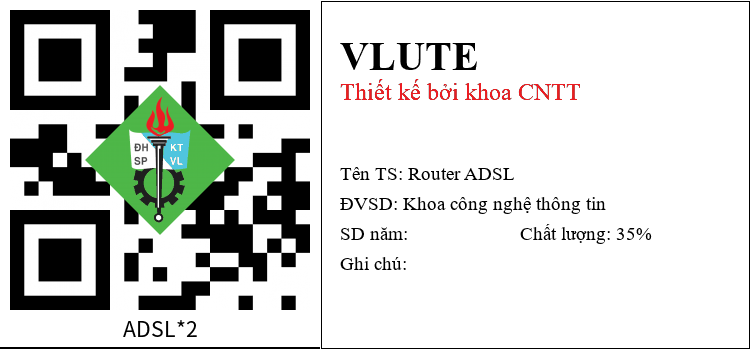 ĐH KT
SP VL
ADSL*2
VLUTE
Thiết kế bởi khoa CNTT
Tên TS: Router ADSL
ĐVSD: Khoa công nghệ thông tin
SD năm: Chất lượng: 35%
Ghi chú: